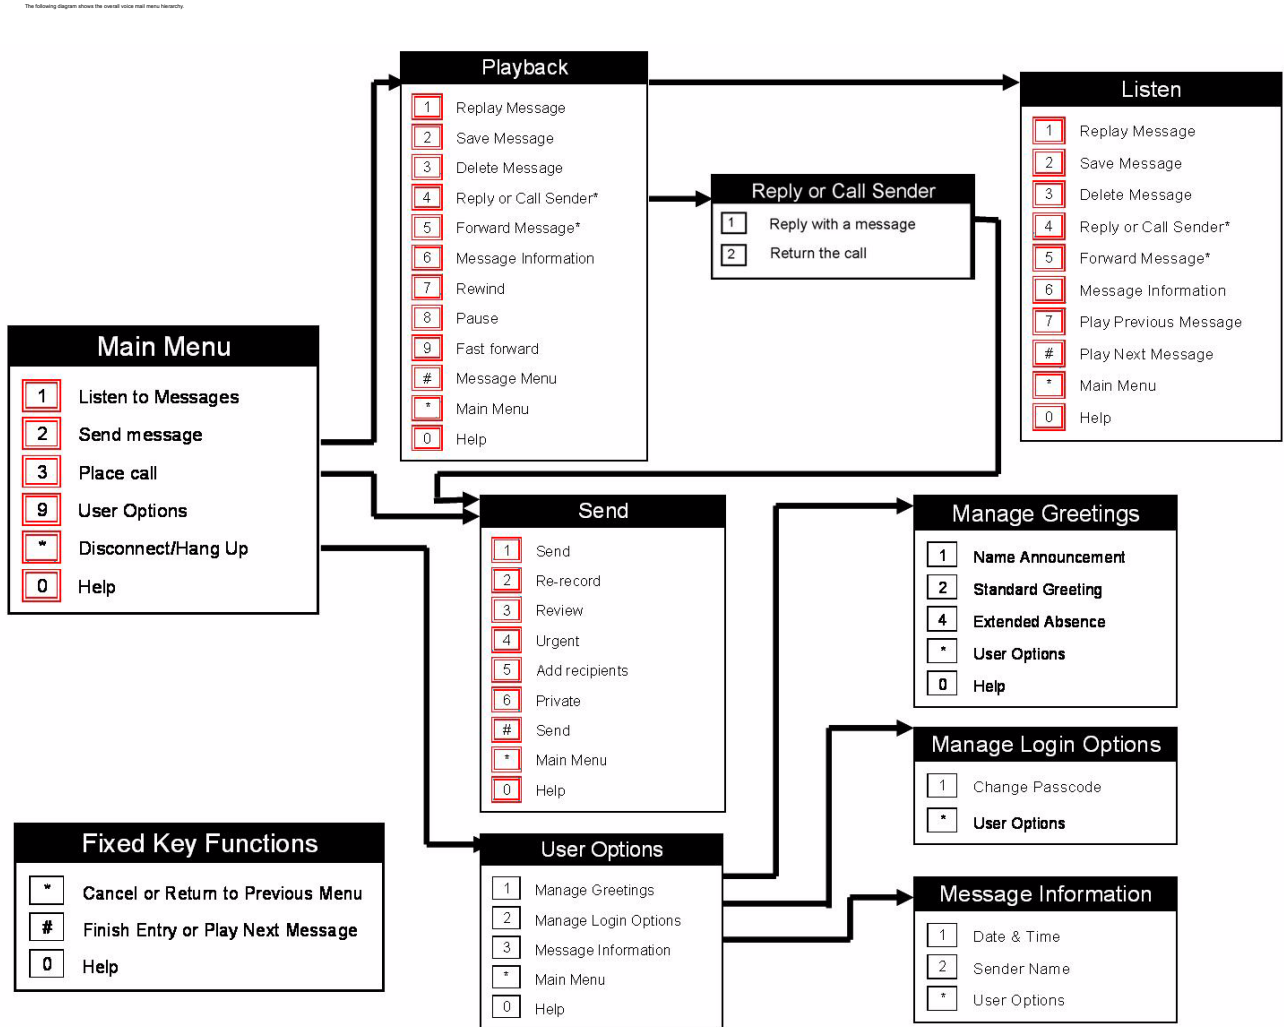 The following diagram shows the overall voice mail menu hierarchy.
Playback
1 Replay Message
2 Save Message
3 Delete Message
4 Reply or Call Sender*
5 Forward Message*
6 Message Information
7 Rewind
8 Pause
9 Fast forward
# Message Menu
* Main Menu
0 Help
Listen
1 Replay Message
2 Save Message
3 Delete Message
4 Reply or Call Sender*
5 Forward Message*
6 Message Information
7 Play Previous Message
# Play Next Message
* Main Menu
0 Help
Reply or Call Sender
1 Reply with a message
2 Return the call
Main Menu
1 Listen to Messages
2 Send message
3 Place call
9 User Options
* Disconnect/Hang Up
0 Help
Send
1 Send
2 Re-record
3 Review
4 Urgent
5 Add recipients
6 Private
# Send
* Main Menu
0 Help
Manage Greetings
1 Name Announcement
2 Standard Greeting
4 Extended Absence
* User Options
0 Help
Manage Login Options
1 Change Passcode
* User Options
Fixed Key Functions
* Cancel or Return to Previous Menu
# Finish Entry or Play Next Message
0 Help
User Options
1 Manage Greetings
2 Manage Login Options
3 Message Information
* Main Menu
0 Help
Message Information
1 Date & Time
2 Sender Name
* User Options